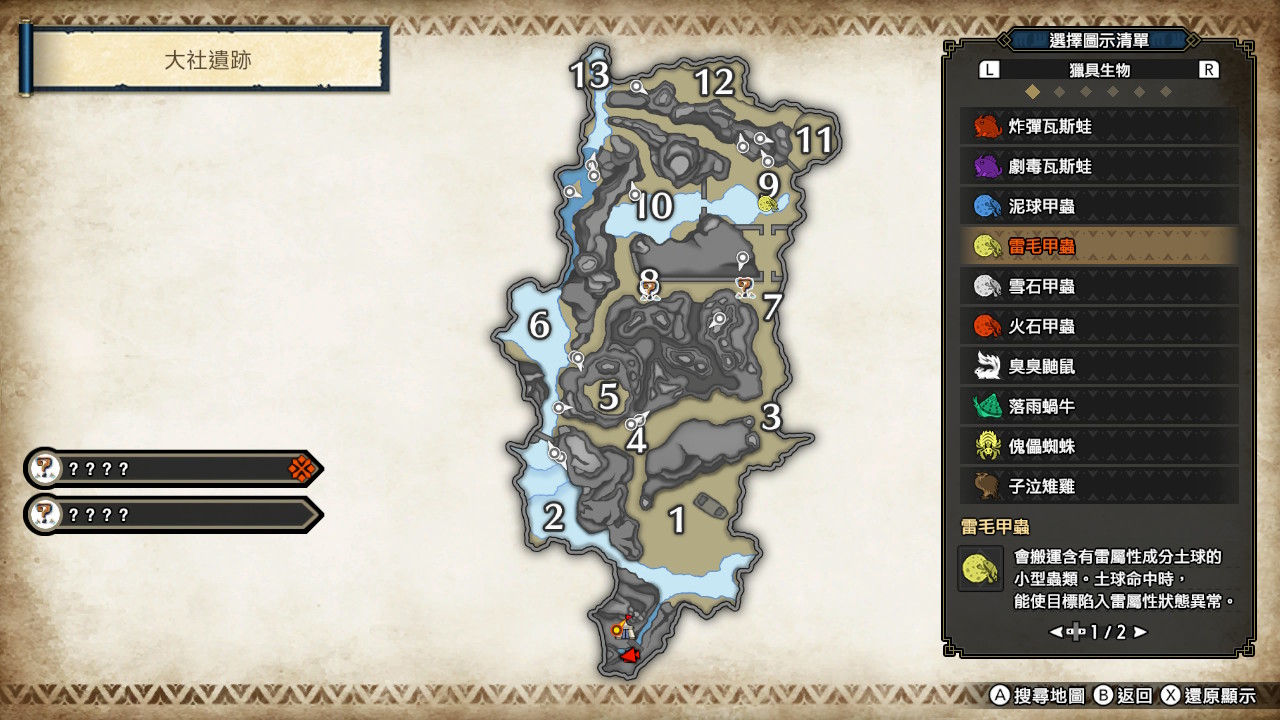 大社遺跡
13
12
11
9
10
8
7
6
5
3
4
2
1
????
????
選擇圖示清單
L 獵具生物 R
炸彈瓦斯蛙
劇毒瓦斯蛙
泥球甲蟲
雷毛甲蟲
雪石甲蟲
火石甲蟲
臭臭鼬鼠
落雨蝸牛
傀儡蜘蛛
子泣雉雞
雷毛甲蟲
會搬運含有雷屬性成分土球的
小型蟲類。土球命中時，
能使目標陷入雷屬性狀態異常。
1/2
A搜尋地圖 B返回 X還原顯示